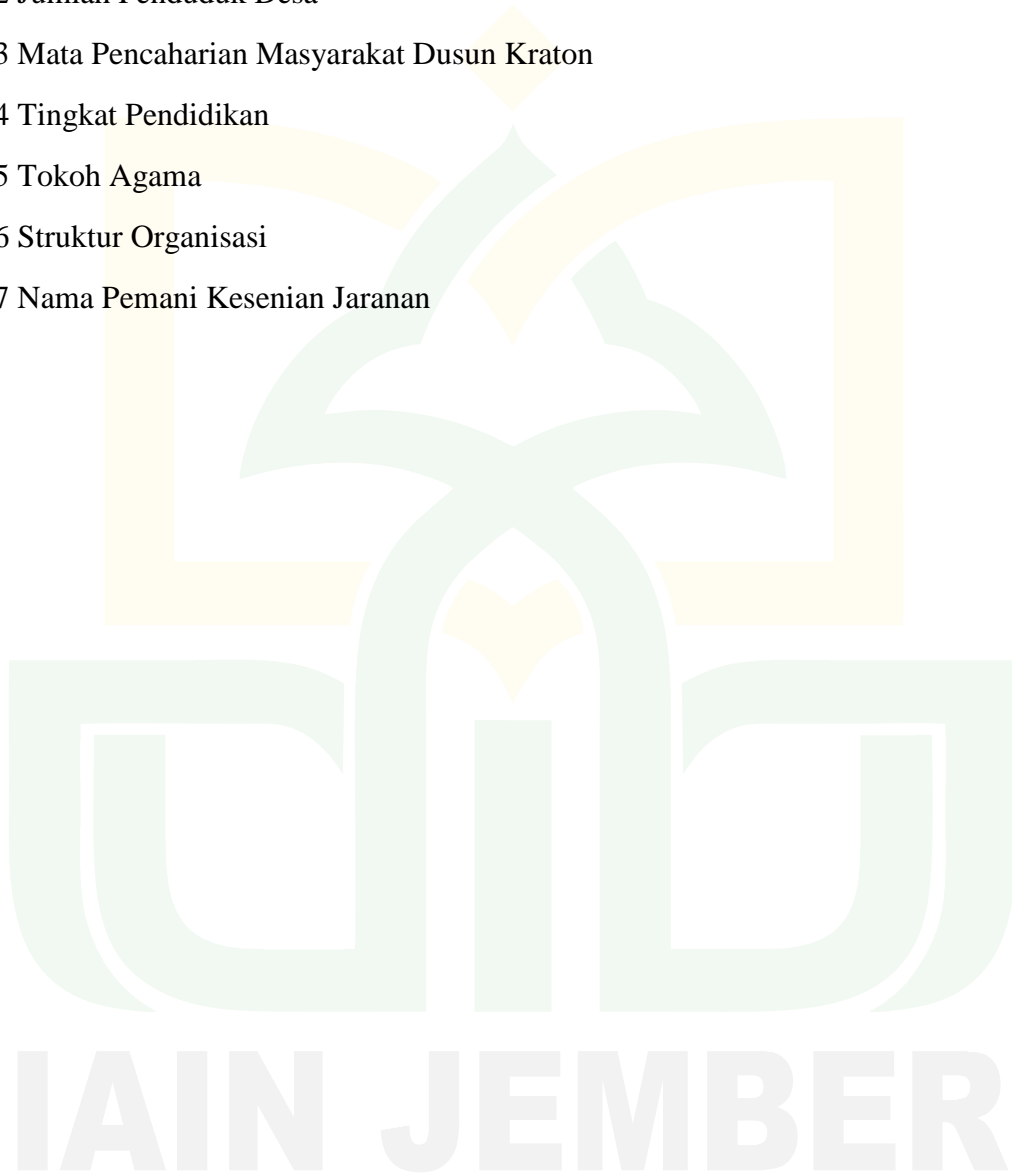 2 Jumlah Penduduk Desa
3 Mata Pencaharian Masyarakat Dusun Kraton
4 Tingkat Pendidikan
5 Tokoh Agama
6 Struktur Organisasi
7 Nama Pemani Kesenian Jaranan
IAIN JEMBER